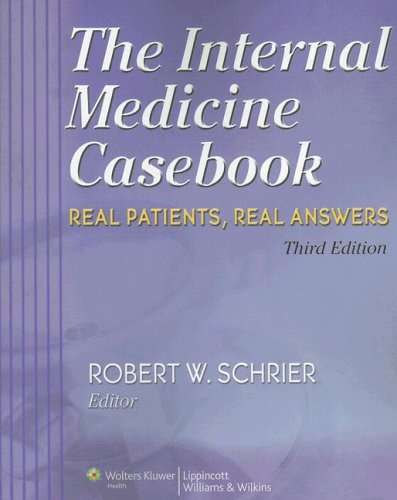 The Internal
Medicine
Casebook
REAL PATIENTS, REAL ANSWERS
Third Edition
ROBERT W. SCHRIER
Editor
Wolters Kluwer
Health
Lippincott
Williams & Wilkins